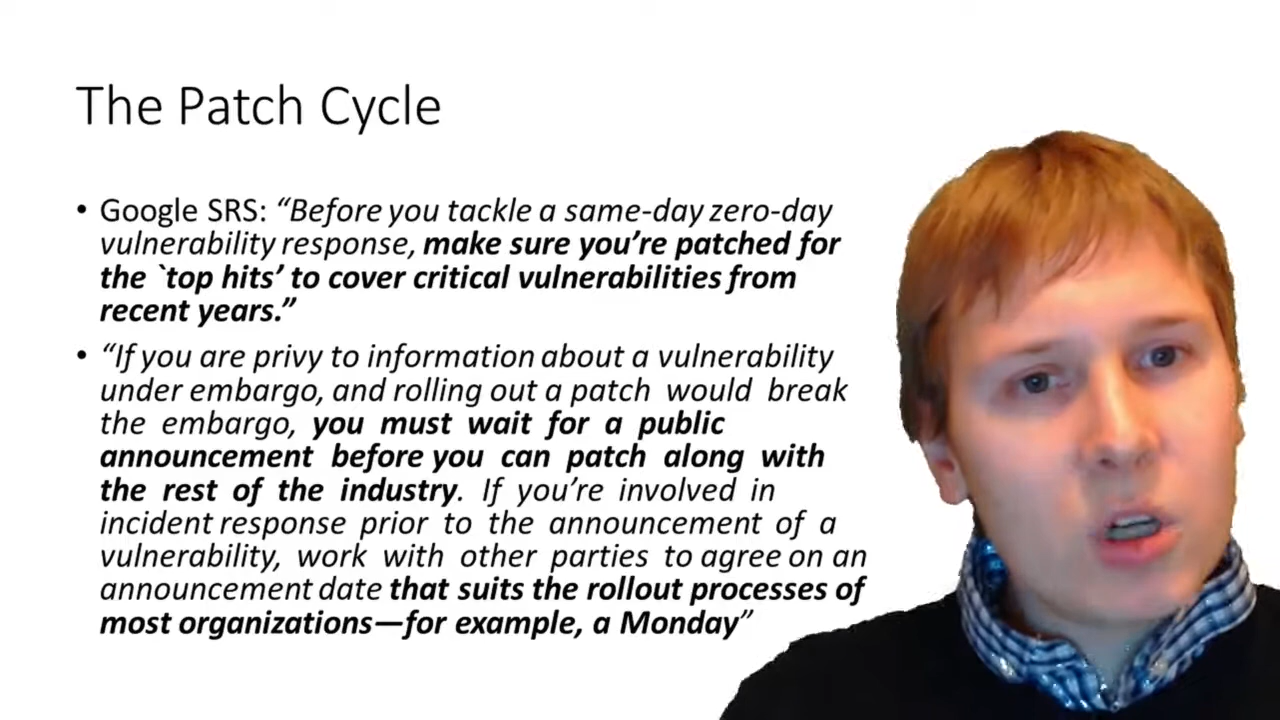 The Patch Cycle
• Google SRS: “Before you tackle a same-day zero-day
vulnerability response, make sure you’re patched for
the `top hits’ to cover critical vulnerabilities from
recent years.”
• “If you are privy to information about a vulnerability
under embargo, and rolling out a patch would break
the embargo, you must wait for a public
announcement before you can patch along with
the rest of the industry. If you’re involved in
incident response prior to the announcement of a
vulnerability, work with other parties to agree on an
announcement date that suits the rollout processes of
most organizations—for example, a Monday”